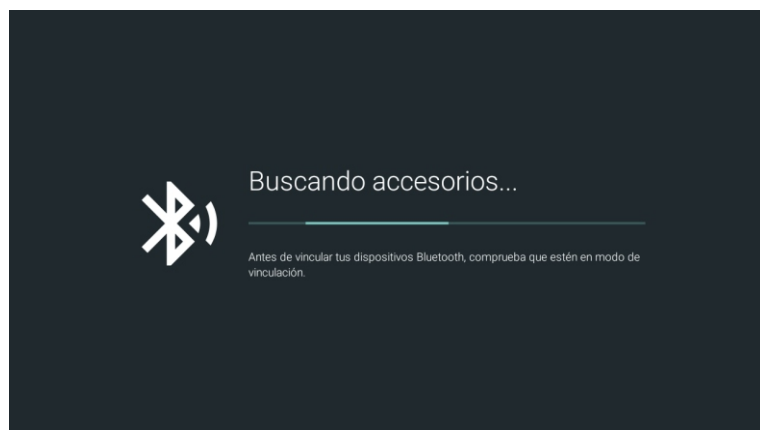 Buscando accesorios...
Antes de vincular tus dispositivos Bluetooth, comprueba que estén en modo de
vinculación.